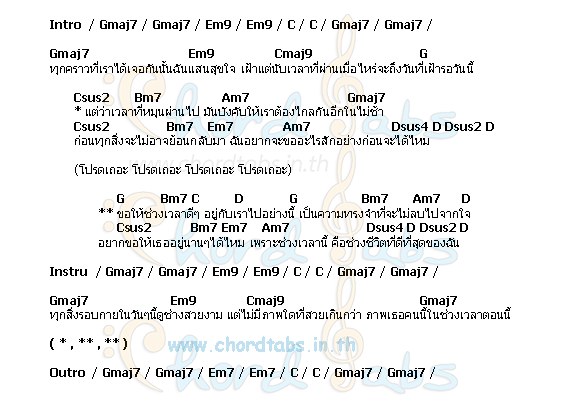 Intro / Gmaj7 / Gmaj7 / Em9 / Em9 / C / C / Gmaj7 / Gmaj7 /
Gmaj7 Em9 Cmaj9 G
ทุกคราวที่เราได้เจอกันนั้นฉันแสนสุขใจ เฝ้าแต่นับเวลาที่ผ่านเมื่อไหร่จะถึงวันที่เฝ้ารอวันนี้
Csus2 Bm7 Am7 Gmaj7
* แต่ว่าเวลาที่หมุนผ่านไป มันบังคับให้เราต้องไกลกันอีกในไม่ช้า
Csus2 Bm7 Em7 Am7 Dsus4 D Dsus2 D
ก่อนทุกสิ่งจะไม่อาจย้อนกลับมา ฉันอยากจะขออะไรสักอย่างก่อนจะได้ไหม
www.chordtabs.in.th
(โปรดเถอะ โปรดเถอะ โปรดเถอะ โปรดเถอะ)
G Bm7 C D G Bm7 Am7 D
** ขอให้ช่วงเวลาดีๆ อยู่กับเราไปอย่างนี้ เป็นความทรงจำที่จะไม่ลบไปจากใจ
Csus2 Bm7 Em7 Am7 Dsus4 D Dsus2 D
อยากขอให้เธออยู่นานๆได้ไหม เพราะช่วงเวลานี้ คือช่วงชีวิตที่ดีที่สุดของฉัน
Instru / Gmaj7 / Gmaj7 / Em9 / Em9 / C / C / Gmaj7 / Gmaj7 /
Gmaj7 Em9 Cmaj9 Gmaj7
ทุกสิ่งรอบกายในวันๆนี้ดูช่างสวยงาม แต่ไม่มีภาพใดที่สวยเกินกว่า ภาพเธอคนนี้ในช่วงเวลาตอนนี้
( * , ** , ** )
www.chordtabs.in.th
Outro / Gmaj7 / Gmaj7 / Em7 / Em7 / C / C / Gmaj7 / Gmaj7 /